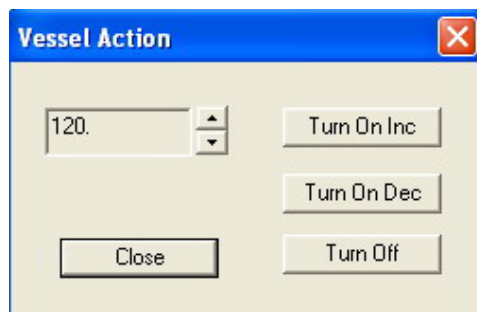 Vessel Action
120.
Turn On Inc
Turn On Dec
Close
Turn Off